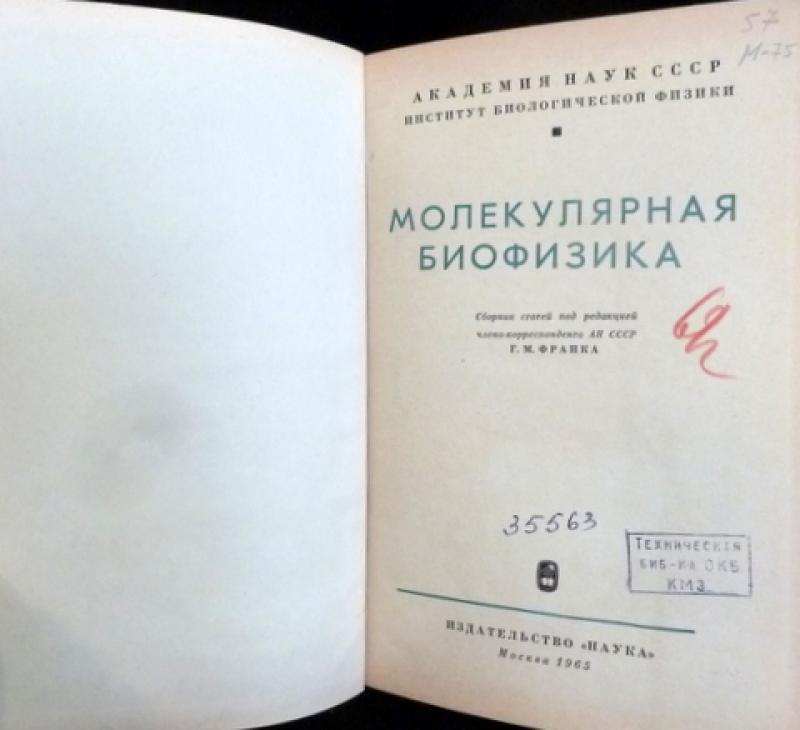 57
М-75
АКАДЕМИЯ НАУК СССР
ИНСТИТУТ БИОЛОГИЧЕСКОЙ ФИЗИКИ
МОЛЕКУЛЯРНАЯ
БИОФИЗИКА
Сборник статей под редакцией
члена-корреспондента АН СССР
Г. М. ФРАНКА
35563
ТЕХНИЧЕСКАЯ
БИБ-КА ОКБ
КМЗ
ИЗДАТЕЛЬСТВО «НАУКА»
Москва 1965